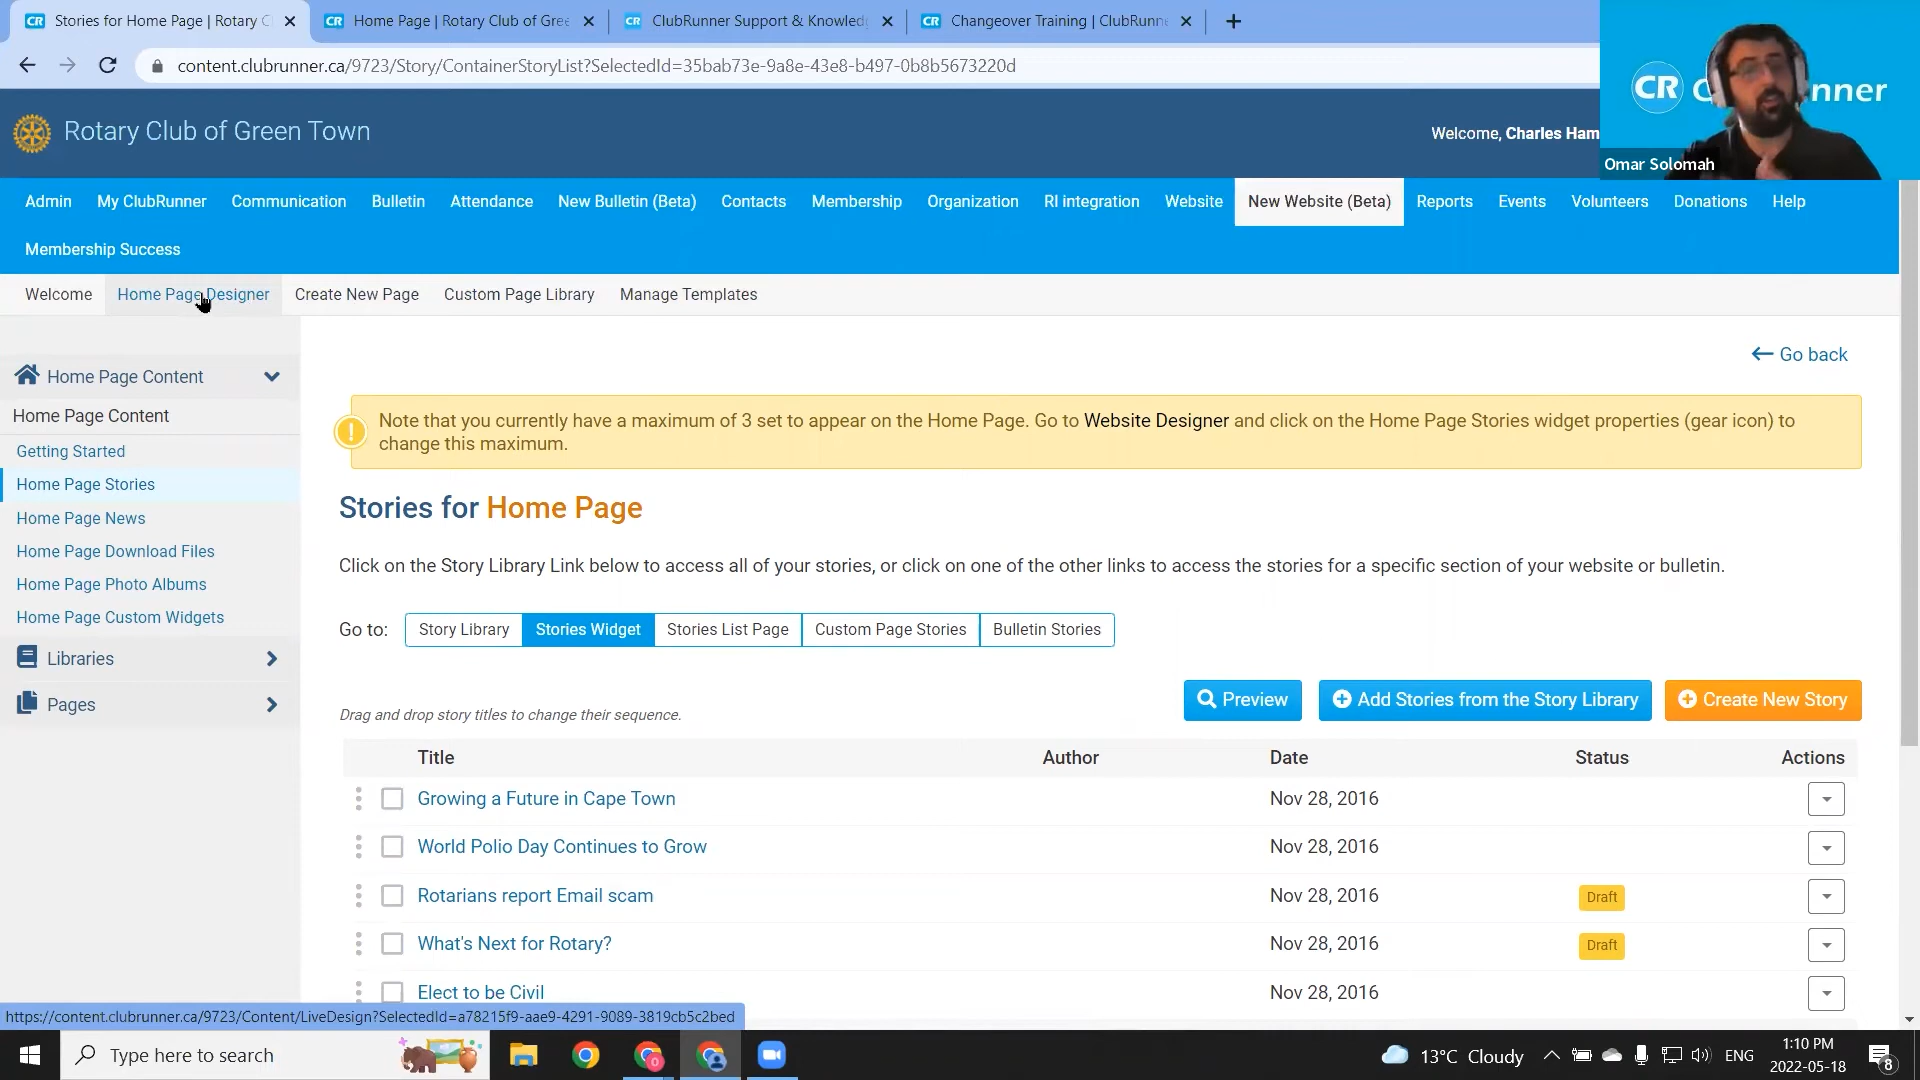 Stories for Home Page | Rotary C
Home Page | Rotary Club of Gree
ClubRunner Support & Knowled
Changeover Training | ClubRunn
content.clubrunner.ca/9723/Story/ContainerStoryList?SelectedId=35bab73e-9a8e-43e8-b497-0b8b5673220d
CR C nner
Omar Solomah
Rotary Club of Green Town
Welcome, Charles Ham
Admin My ClubRunner Communication Bulletin Attendance New Bulletin (Beta) Contacts Membership Organization RI integration Website New Website (Beta) Reports Events Volunteers Donations Help
Membership Success
Welcome Home Page Designer Create New Page Custom Page Library Manage Templates
Home Page Content
Home Page Content
Getting Started
Home Page Stories
Home Page News
Home Page Download Files
Home Page Photo Albums
Home Page Custom Widgets
Libraries
Pages
Go back
Note that you currently have a maximum of 3 set to appear on the Home Page. Go to Website Designer and click on the Home Page Stories widget properties (gear icon) to
change this maximum.
Stories for Home Page
Click on the Story Library Link below to access all of your stories, or click on one of the other links to access the stories for a specific section of your website or bulletin.
Go to: Story Library Stories Widget Stories List Page Custom Page Stories Bulletin Stories
Preview Add Stories from the Story Library Create New Story
Drag and drop story titles to change their sequence.
Title Author Date Status Actions
Growing a Future in Cape Town Nov 28, 2016
World Polio Day Continues to Grow Nov 28, 2016
Rotarians report Email scam Nov 28, 2016 Draft
What's Next for Rotary? Nov 28, 2016 Draft
Elect to be Civil Nov 28, 2016
https://content.clubrunner.ca/9723/Content/LiveDesign?SelectedId=a78215f9-aae9-4291-9089-3819cb5c2bed
Type here to search
13°C Cloudy
ENG
1:10 PM
2022-05-18
8